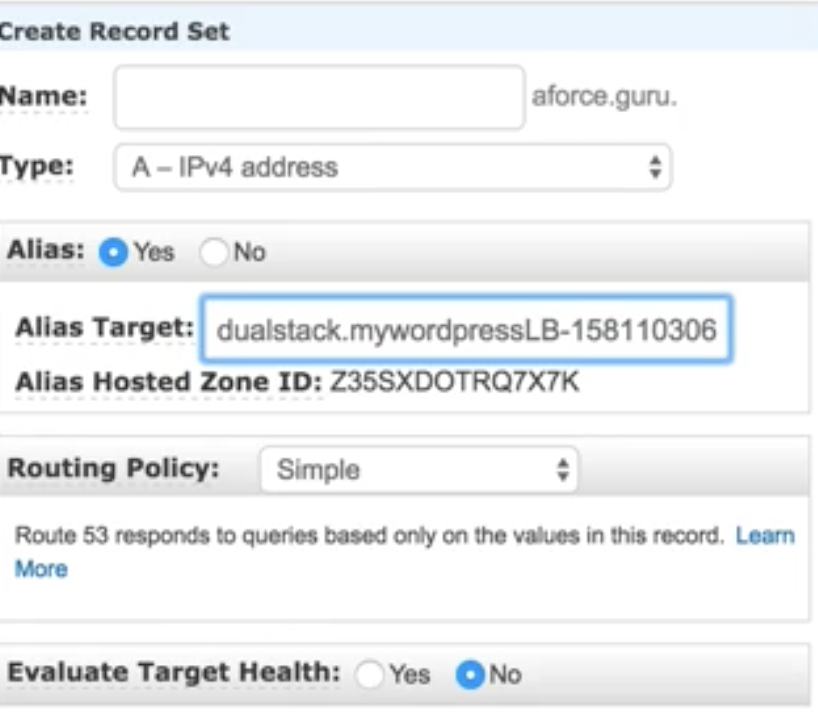 Create Record Set
Name: aforce.guru.
Type: A – IPv4 address
Alias: Yes No
Alias Target: dualstack.mywordpressLB-158110306
Alias Hosted Zone ID: Z35SXDOTRQ7X7K
Routing Policy: Simple
Route 53 responds to queries based only on the values in this record. Learn
More
Evaluate Target Health: Yes No